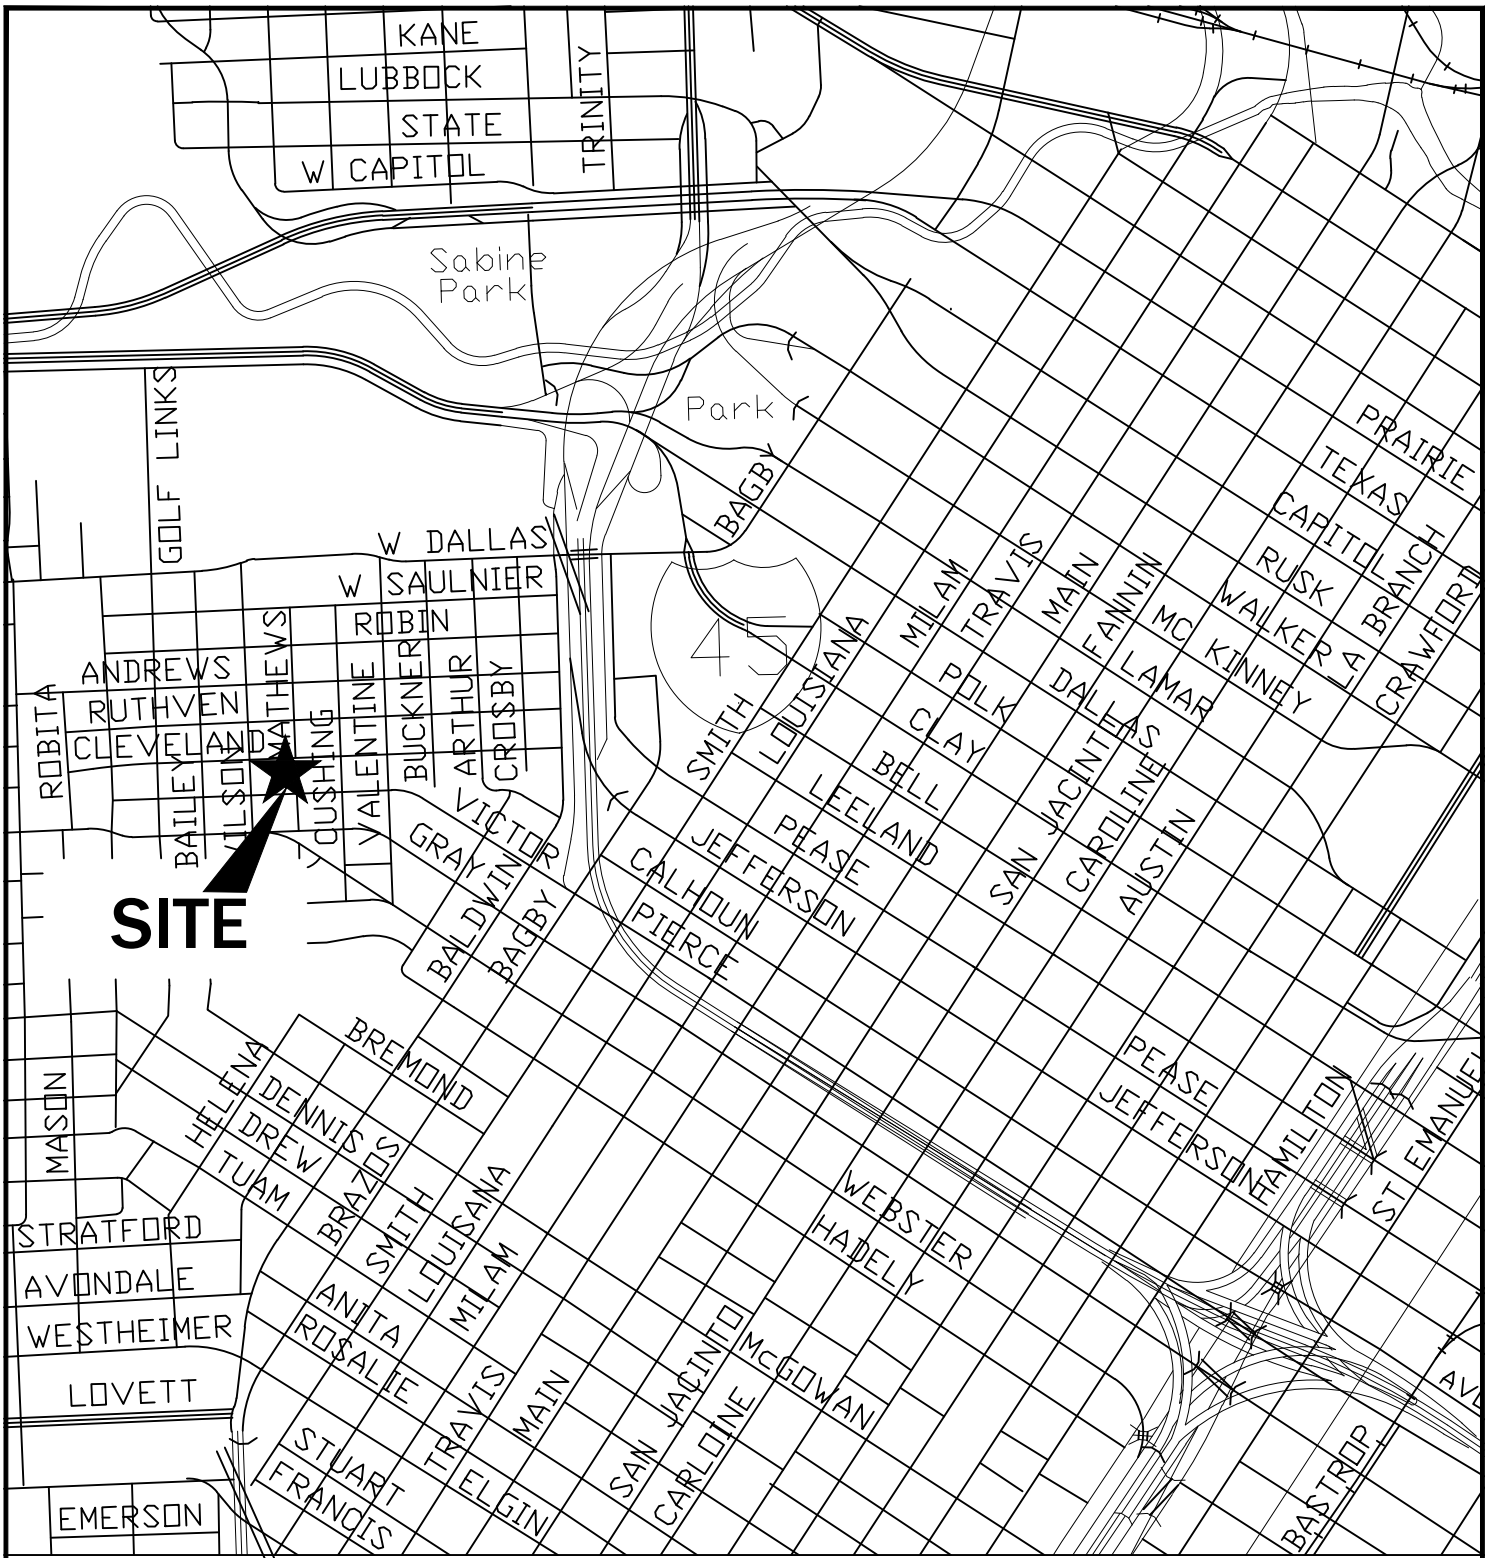 KANE
LUBBOCK
STATE
W CAPITOL
TRINITY
Sabine
Park
GOLF LINKS
Park
PRAIRIE
TEXAS
CAPITOL
BRANCH
CRAWFORD
RUSK
WALKER
LA
MC KINNEY
LAMAR
DALLAS
BAGBY
W DALLAS
W SAULNIER
ROBIN
ANDREWS
RUTHVEN
CLEVELAND
ROBITA
MATHEWS
BAILEY
CUSHING
VALENTINE
BUCKNER
ARTHUR
CROSBY
45
MILAM
TRAVIS
MAIN
FANNIN
SMITH
LOUISIANA
POLK
CLAY
BELL
LEELAND
PEASE
JEFFERSON
CALHOUN
PIERCE
SAN JACINT
CAROLINE
AUSTIN
VICTOR
GRAY
BALDWIN
BAGBY
SITE
MASON
HELENA
BREMOND
DENNIS
DREW
TUAM
BRAZOS
SMITH
LOUISANA
MILAM
STRATFORD
AVONDALE
WESTHEIMER
LOVETT
EMERSON
ANITA
ROSALIE
STUART
FRANCIS
TRAVIS
MAIN
ELGIN
SAN JACINTO
CARLOINE
McGOWAN
WEBSTER
HADELY
PEASE
JEFFERSON
HAMILTON
ST EMANUEL
BASTROP